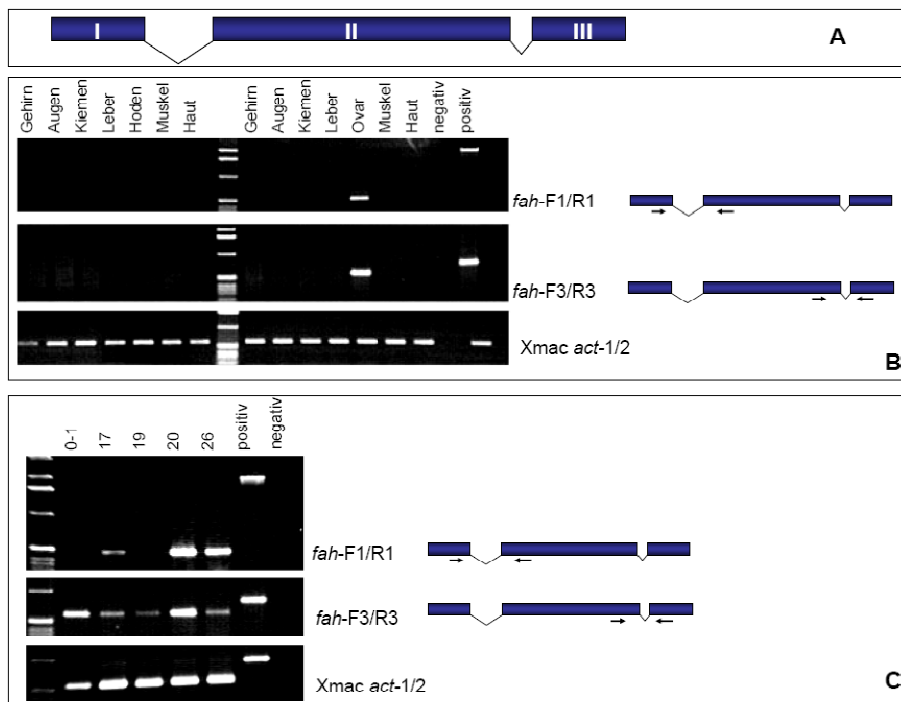 I II III
A
Gehirn Augen Kiemen Leber Hoden Muskel Haut Gehirn Augen Kiemen Leber Ovar Muskel Haut negativ positiv
fah-F1/R1
fah-F3/R3
Xmac act-1/2
B
0-1 17 19 20 26 positiv negativ
fah-F1/R1
fah-F3/R3
Xmac act-1/2
C